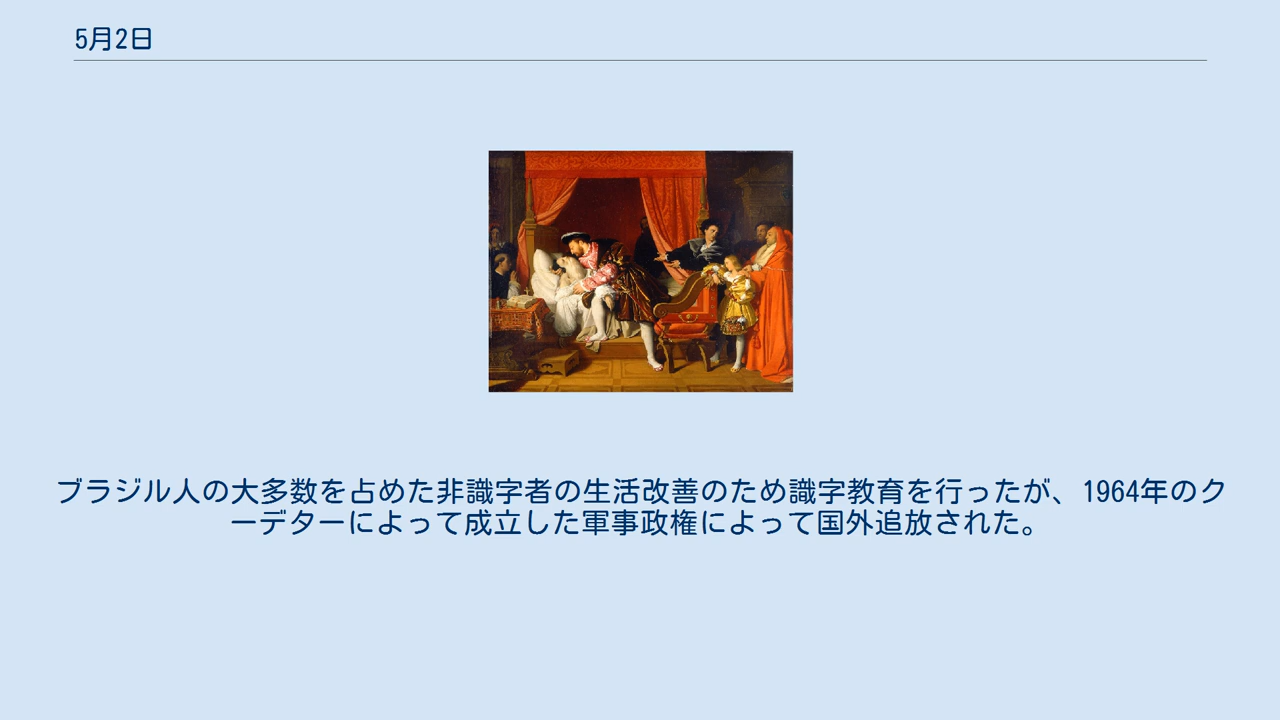 5月2日
ブラジル人の大多数を占めた非識字者の生活改善のため識字教育を行ったが、1964年のク
ーデターによって成立した軍事政権によって国外追放された。